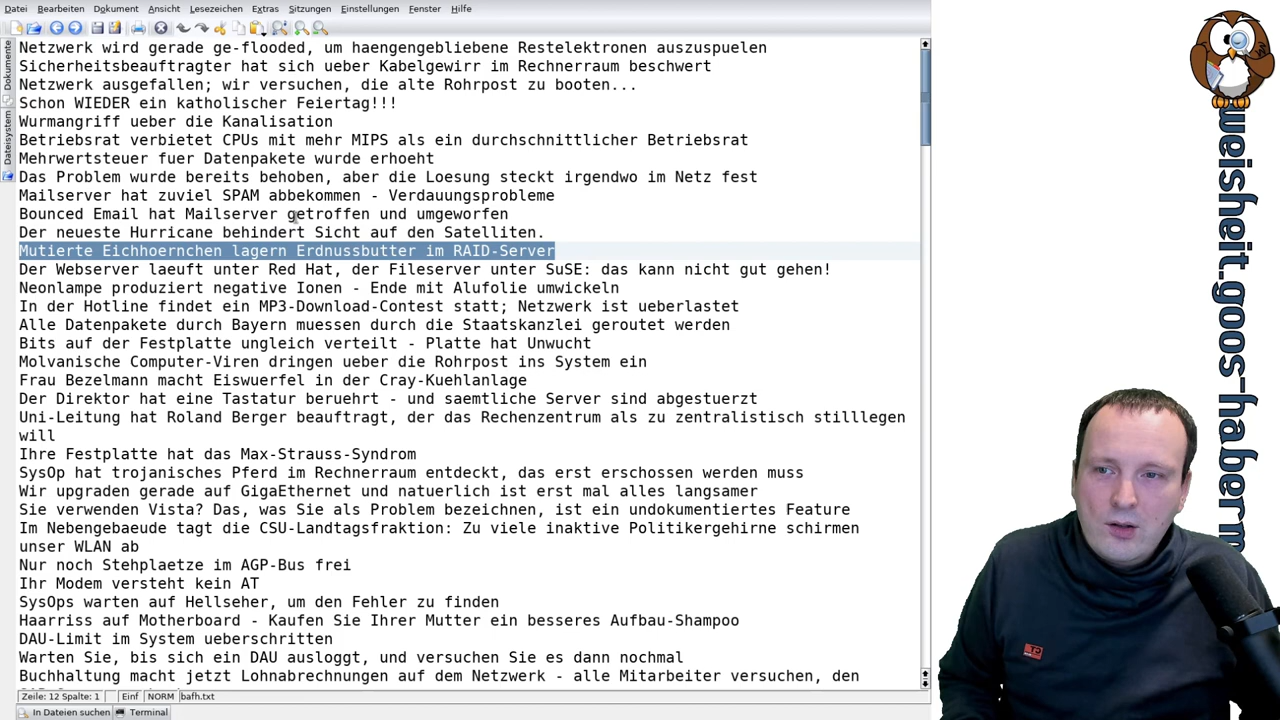 Datei Bearbeiten Dokument Ansicht Lesezeichen Extras Sitzungen Einstellungen Fenster Hilfe
Dokumente
Dateisystem
Netzwerk wird gerade ge-flooded, um haengengebliebene Restelektronen auszuspuelen
Sicherheitsbeauftragter hat sich ueber Kabelgewirr im Rechnerraum beschwert
Netzwerk ausgefallen; wir versuchen, die alte Rohrpost zu booten...
Schon WIEDER ein katholischer Feiertag!!!
Wurmangriff ueber die Kanalisation
Betriebsrat verbietet CPUs mit mehr MIPS als ein durchschnittlicher Betriebsrat
Mehrwertsteuer fuer Datenpakete wurde erhoeht
Das Problem wurde bereits behoben, aber die Loesung steckt irgendwo im Netz fest
Mailserver hat zuviel SPAM abbekommen - Verdauungsprobleme
Bounced Email hat Mailserver getroffen und umgeworfen
Der neueste Hurricane behindert Sicht auf den Satelliten.
Mutierte Eichhoernchen lagern Erdnussbutter im RAID-Server
Der Webserver laeuft unter Red Hat, der Fileserver unter SuSE: das kann nicht gut gehen!
Neonlampe produziert negative Ionen - Ende mit Alufolie umwickeln
In der Hotline findet ein MP3-Download-Contest statt; Netzwerk ist ueberlastet
Alle Datenpakete durch Bayern muessen durch die Staatskanzlei geroutet werden
Bits auf der Festplatte ungleich verteilt - Platte hat Unwucht
Molvanische Computer-Viren dringen ueber die Rohrpost ins System ein
Frau Bezelmann macht Eiswuerfel in der Cray-Kuehlanlage
Der Direktor hat eine Tastatur beruehrt - und saemtliche Server sind abgestuerzt
Uni-Leitung hat Roland Berger beauftragt, der das Rechenzentrum als zu zentralistisch stilllegen
will
Ihre Festplatte hat das Max-Strauss-Syndrom
SysOp hat trojanisches Pferd im Rechnerraum entdeckt, das erst erschossen werden muss
Wir upgraden gerade auf GigaEthernet und natuerlich ist erst mal alles langsamer
Sie verwenden Vista? Das, was Sie als Problem bezeichnen, ist ein undokumentiertes Feature
Im Nebengebaeude tagt die CSU-Landtagsfraktion: Zu viele inaktive Politikergehirne schirmen
unser WLAN ab
Nur noch Stehplaetze im AGP-Bus frei
Ihr Modem versteht kein AT
SysOps warten auf Hellseher, um den Fehler zu finden
Haarriss auf Motherboard - Kaufen Sie Ihrer Mutter ein besseres Aufbau-Shampoo
DAU-Limit im System ueberschritten
Warten Sie, bis sich ein DAU ausloggt, und versuchen Sie es dann nochmal
Buchhaltung macht jetzt Lohnabrechnungen auf dem Netzwerk - alle Mitarbeiter versuchen, den
Zeile: 12 Spalte: 1 Einf NORM bafh.txt
In Dateien suchen Terminal
weisheit.goos-haberm